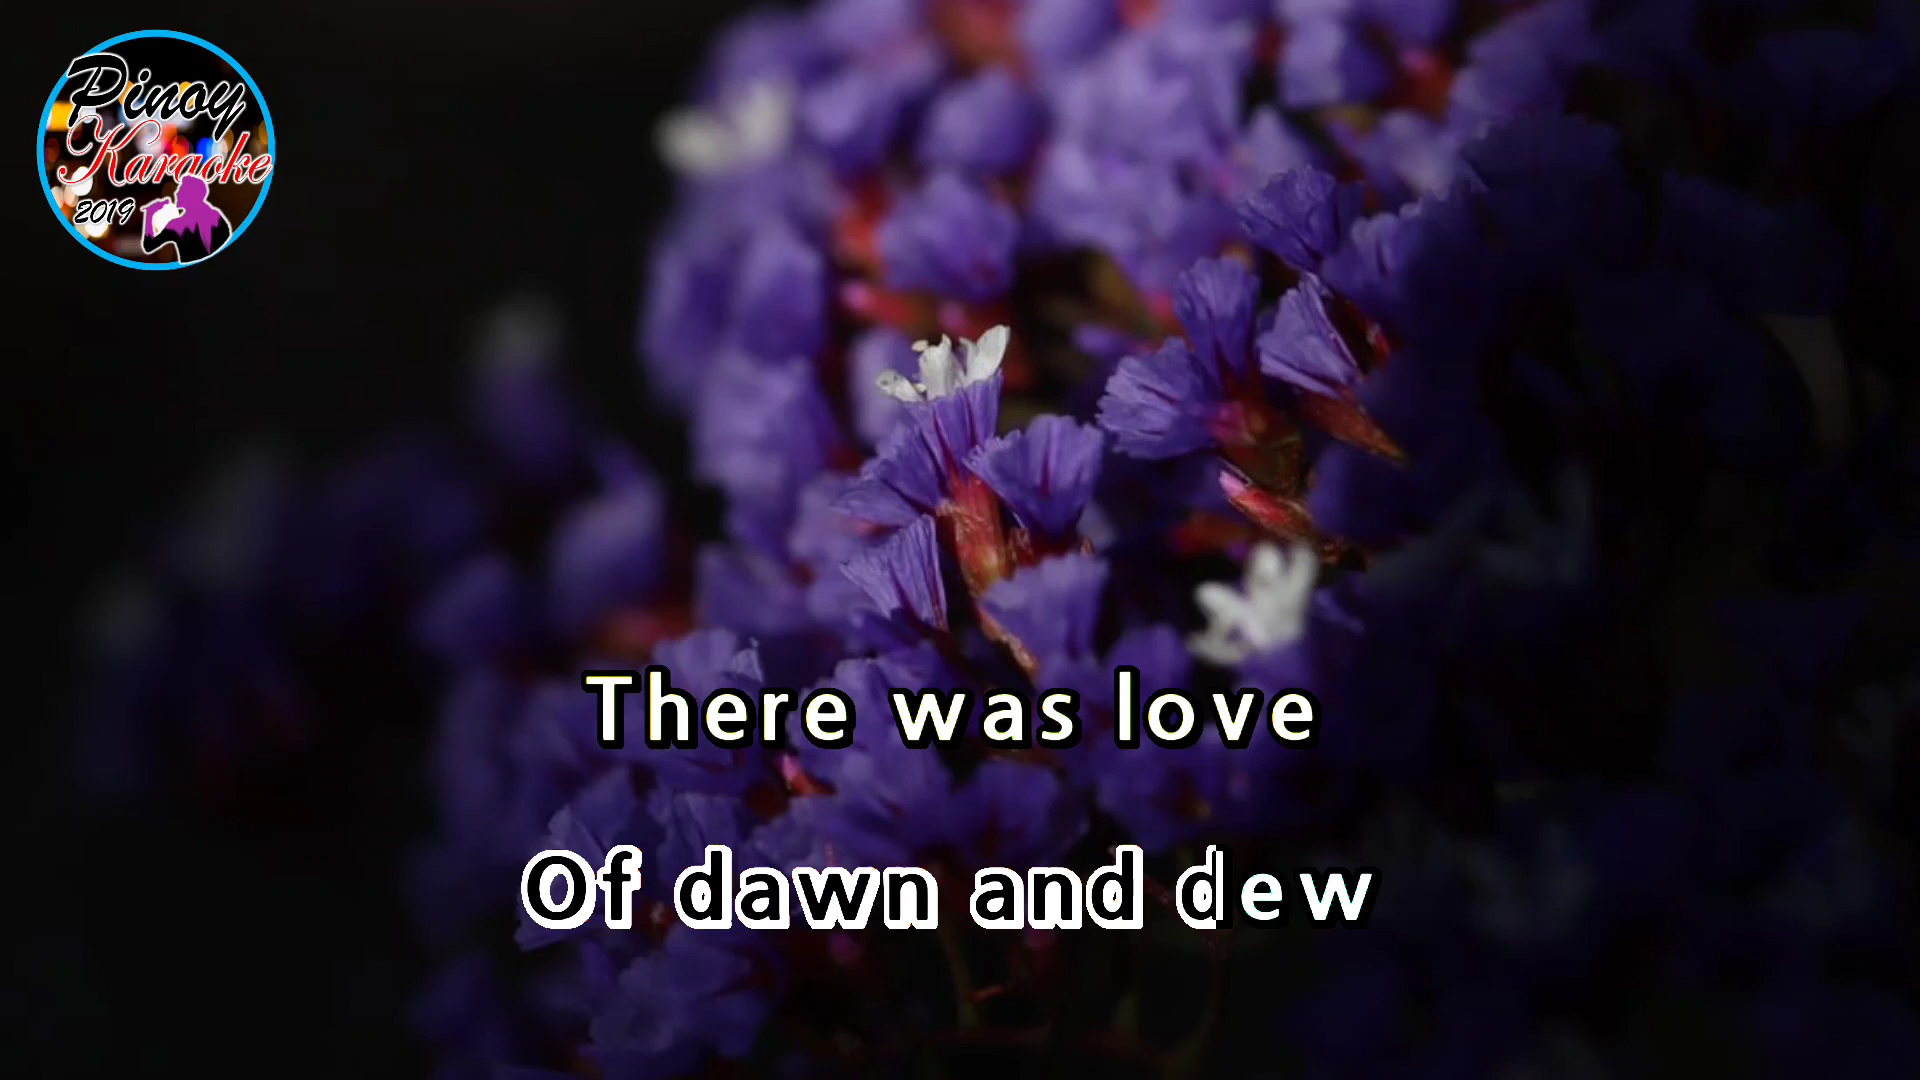 Pinoy
Karaoke
2019
There was love
Of dawn and dew